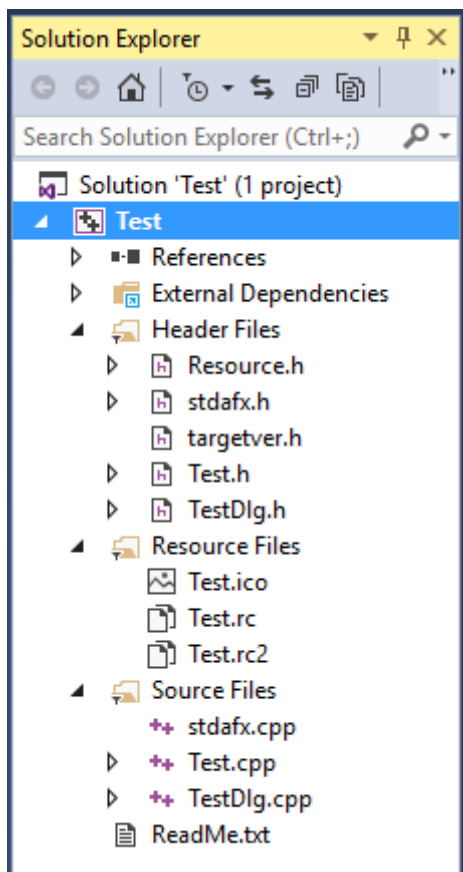 Solution Explorer
Search Solution Explorer (Ctrl+;)
Solution 'Test' (1 project)
Test
References
External Dependencies
Header Files
Resource.h
stdafx.h
targetver.h
Test.h
TestDlg.h
Resource Files
Test.ico
Test.rc
Test.rc2
Source Files
stdafx.cpp
Test.cpp
TestDlg.cpp
ReadMe.txt